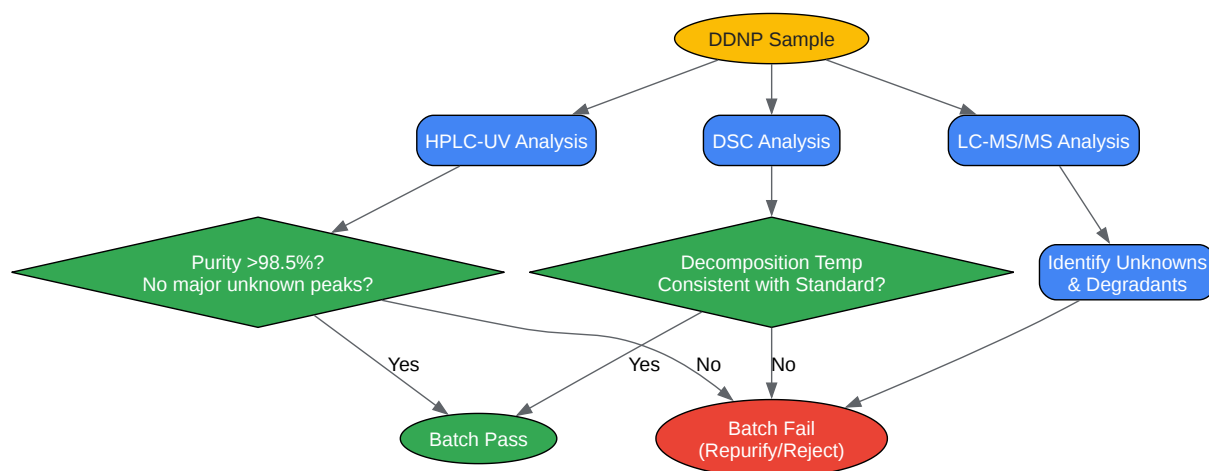 DDNP Sample
HPLC-UV Analysis
DSC Analysis
LC-MS/MS Analysis
Purity >98.5%?
No major unknown peaks?
Decomposition Temp
Consistent with Standard?
Identify Unknowns
& Degradants
Yes
No
Yes
No
Batch Pass
Batch Fail
(Repurify/Reject)